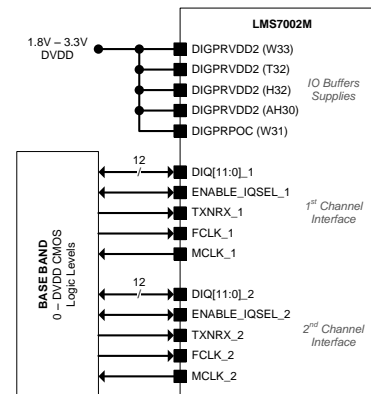 LMS7002M
1.8V – 3.3V
DVDD
DIGPRVDD2 (W33)
DIGPRVDD2 (T32)
DIGPRVDD2 (H32)
DIGPRVDD2 (AH30)
DIGPRPOC (W31)
IO Buffers
Supplies
BASEBAND
0 – DVDD CMOS
Logic Levels
12
DIQ[11:0]_1
ENABLE_IQSEL_1
TXNRX_1
FCLK_1
MCLK_1
1st Channel
Interface
12
DIQ[11:0]_2
ENABLE_IQSEL_2
TXNRX_2
FCLK_2
MCLK_2
2nd Channel
Interface